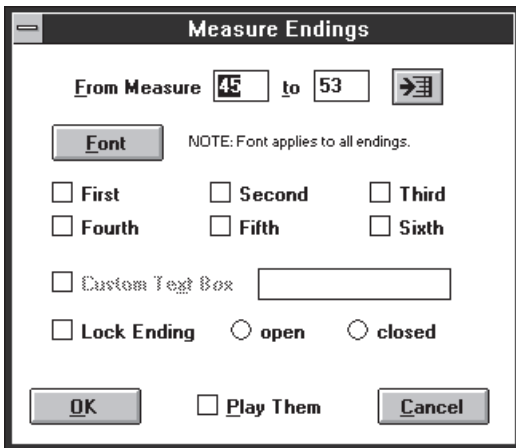 Measure Endings
From Measure 45 to 53
Font NOTE: Font applies to all endings.
First Second Third
Fourth Fifth Sixth
Custom Text Box
Lock Ending open closed
OK Play Them Cancel